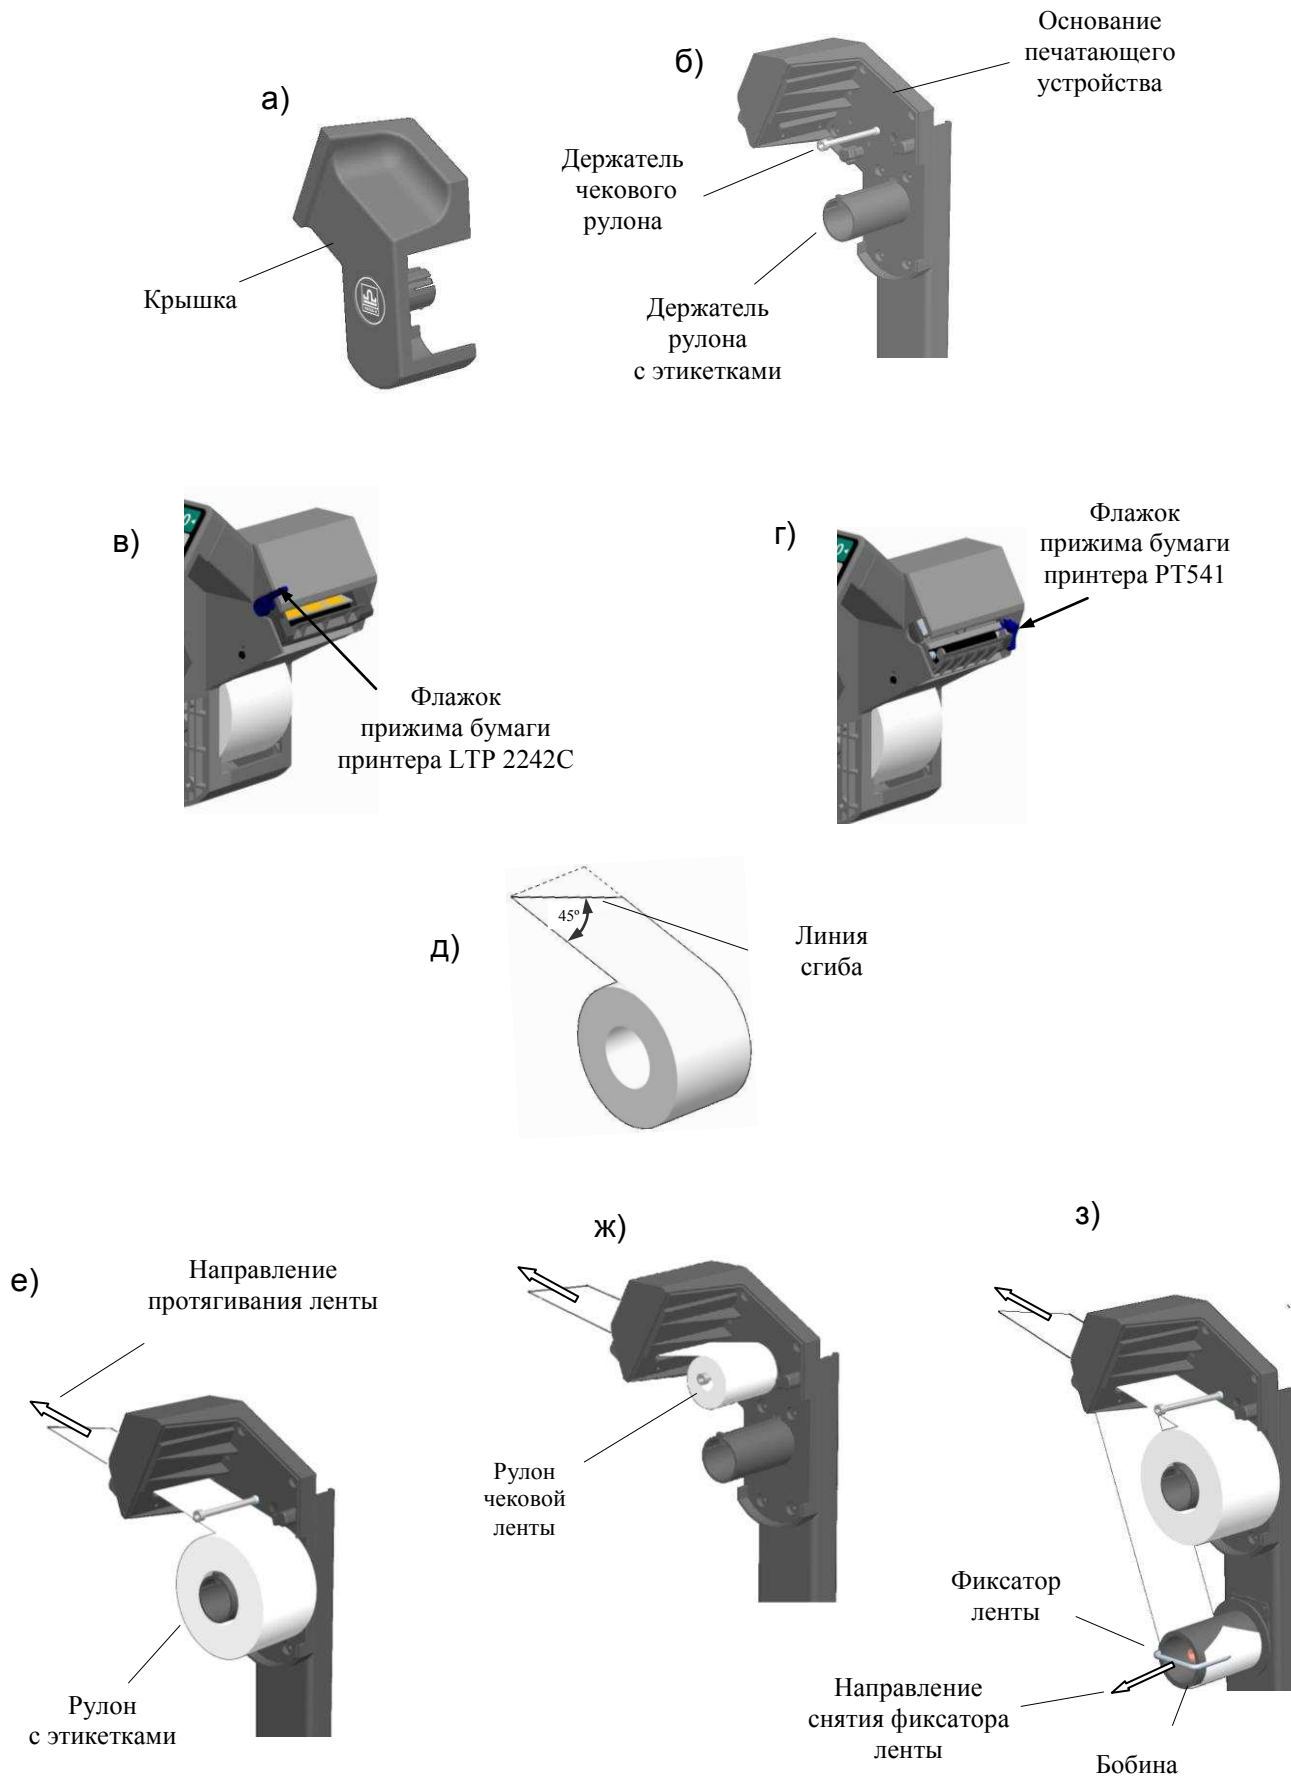 а)
Крышка
б)
Основание
печатающего
устройства
Держатель
чекового
рулона
Держатель
рулона
с этикетками
в)
Флажок
прижима бумаги
принтера LTP 2242C
г)
Флажок
прижима бумаги
принтера PT541
д)
45º
Линия
сгиба
е)
Направление
протягивания ленты
Рулон
с этикетками
ж)
Рулон
чековой
ленты
з)
Фиксатор
ленты
Направление
снятия фиксатора
ленты
Бобина